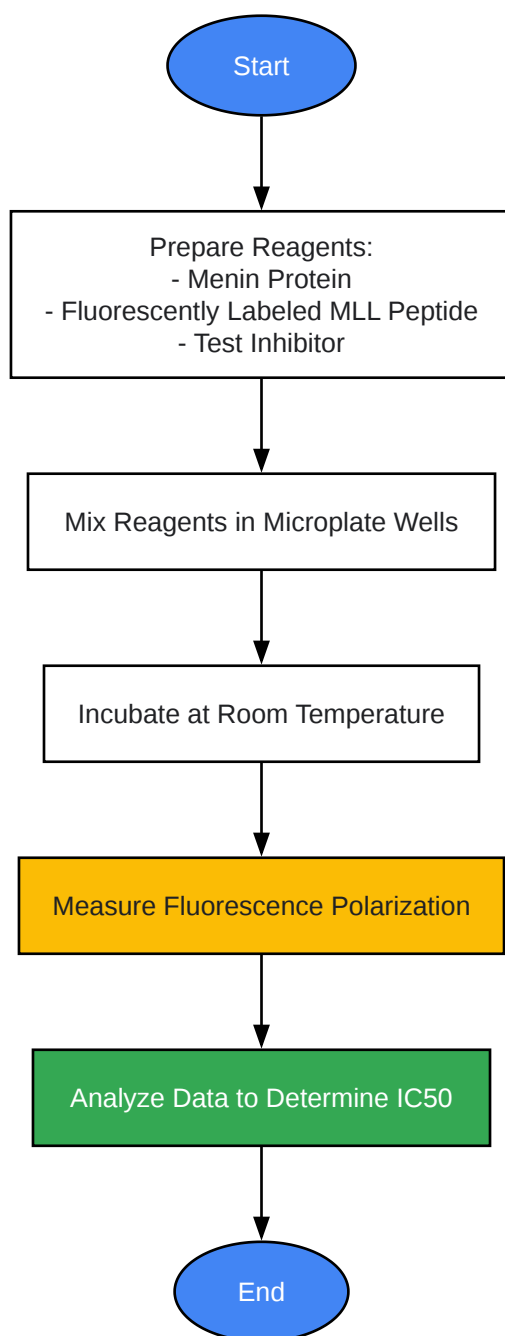 Start
Prepare Reagents:
- Menin Protein
- Fluorescently Labeled MLL Peptide
- Test Inhibitor
Mix Reagents in Microplate Wells
Incubate at Room Temperature
Measure Fluorescence Polarization
Analyze Data to Determine IC50
End